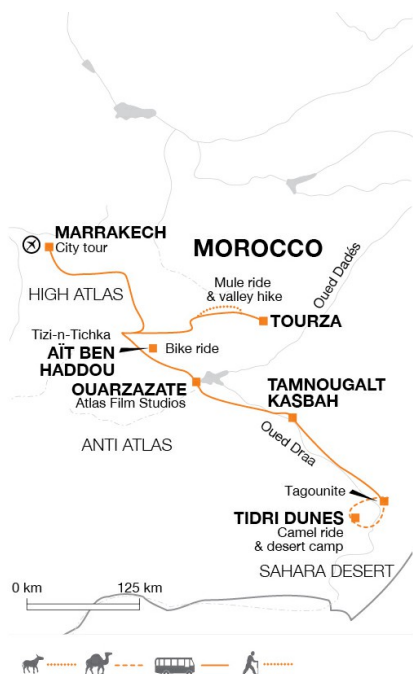 MARRAKECH
City tour
MOROCCO
Oued Dadés
HIGH ATLAS
Mule ride
& valley hike
TOURZA
Tizi-n-Tichka
AÏT BEN
HADDOU
Bike ride
OUARZAZATE
Atlas Film Studios
TAMNOUGALT
KASBAH
ANTI ATLAS
Oued Draa
Tagounite
TIDRI DUNES
Camel ride
& desert camp
SAHARA DESERT
0 km
125 km